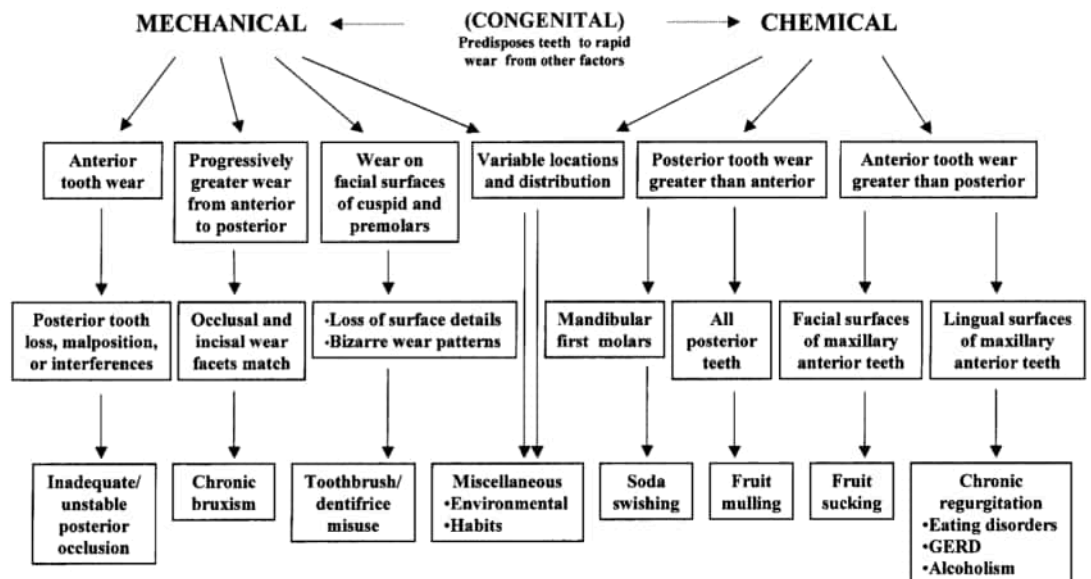 MECHANICAL
(CONGENITAL)
CHEMICAL
Predisposes teeth to rapid
wear from other factors
Anterior
tooth wear
Progressively
greater wear
from anterior
to posterior
Wear on
facial surfaces
of cuspid and
premolars
Variable locations
and distribution
Posterior tooth wear
greater than anterior
Anterior tooth wear
greater than posterior
Posterior tooth
loss, malposition,
or interferences
Occlusal and
incisal wear
facets match
•Loss of surface details
•Bizarre wear patterns
Mandibular
first molars
All
posterior
teeth
Facial surfaces
of maxillary
anterior teeth
Lingual surfaces
of maxillary
anterior teeth
Inadequate/
unstable
posterior
occlusion
Chronic
bruxism
Toothbrush/
dentifrice
misuse
Miscellaneous
•Environmental
•Habits
Soda
swishing
Fruit
mulling
Fruit
sucking
Chronic
regurgitation
•Eating disorders
•GERD
•Alcoholism